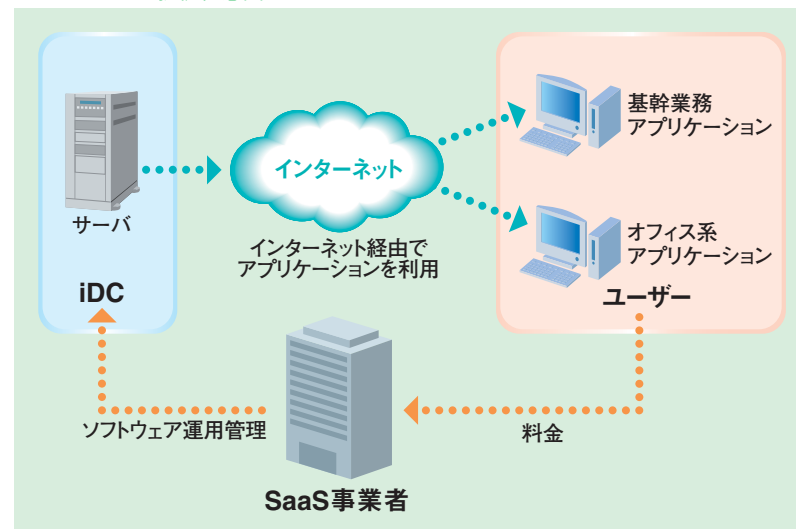 サーバ
iDC
インターネット
インターネット経由で
アプリケーションを利用
基幹業務
アプリケーション
オフィス系
アプリケーション
ユーザー
ソフトウェア運用管理
料金
SaaS事業者